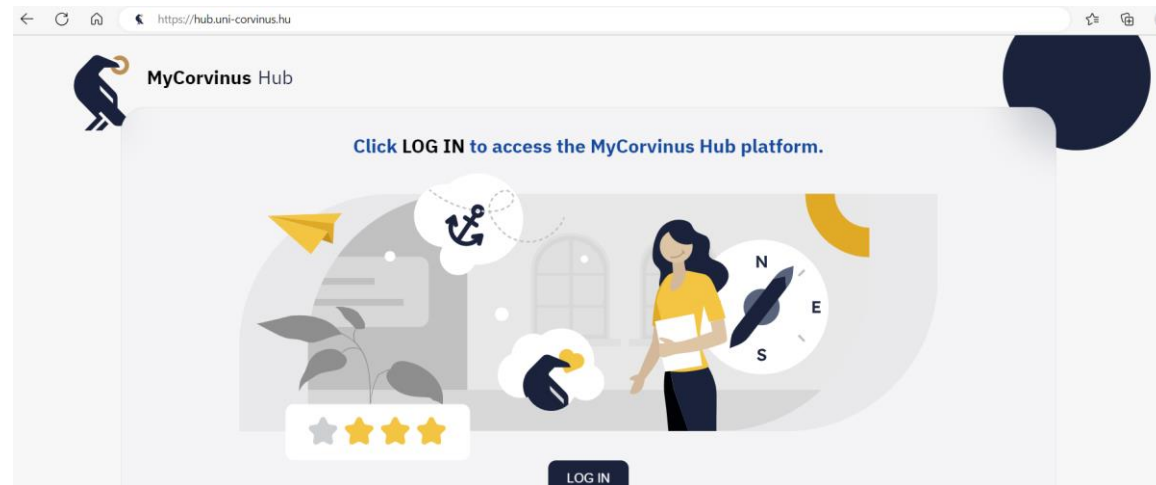 https://hub.uni-corvinus.hu
MyCorvinus Hub
Click LOG IN to access the MyCorvinus Hub platform.
N
E
S
LOG IN